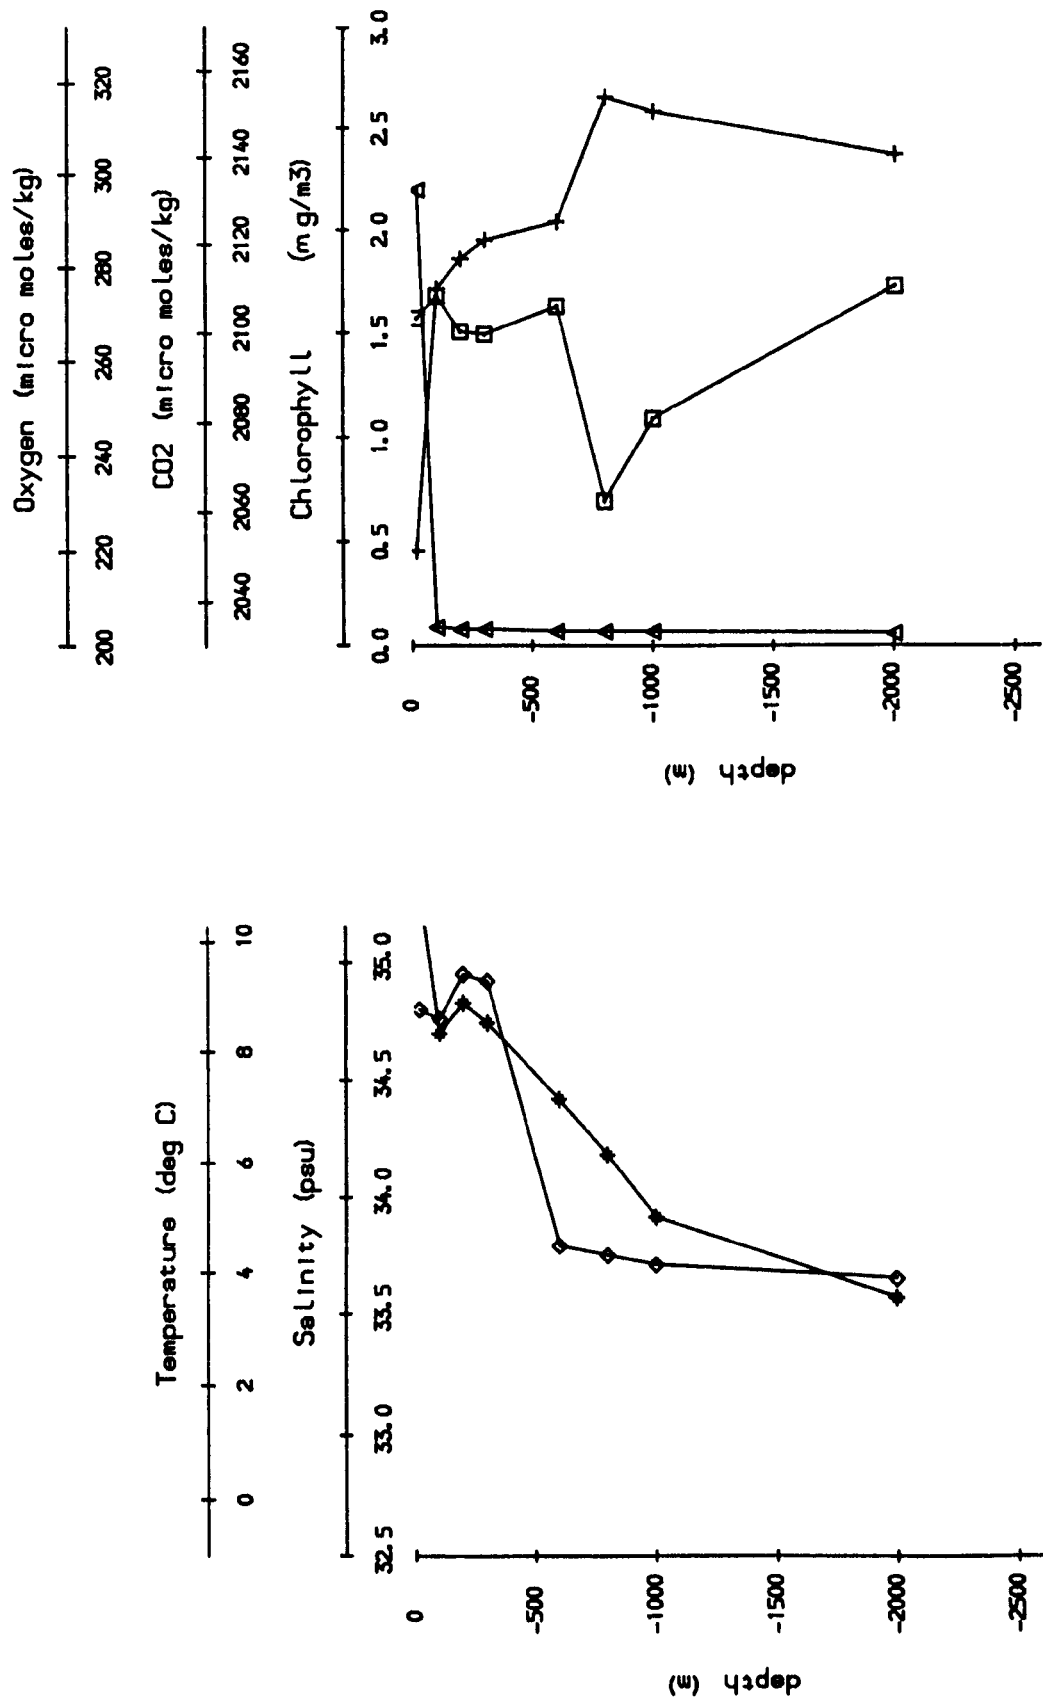 Temperature (deg C)
0 2 4 6 8 10
Salinity (psu)
32.5 33.0 33.5 34.0 34.5 35.0
0
-500
-1000
-1500
-2000
-2500
depth (m)
Oxygen (micro moles/kg)
200 220 240 260 280 300 320
CO2 (micro moles/kg)
2040 2060 2080 2100 2120 2140 2160
Chlorophyll (mg/m3)
0.0 0.5 1.0 1.5 2.0 2.5 3.0
0
-500
-1000
-1500
-2000
-2500
depth (m)